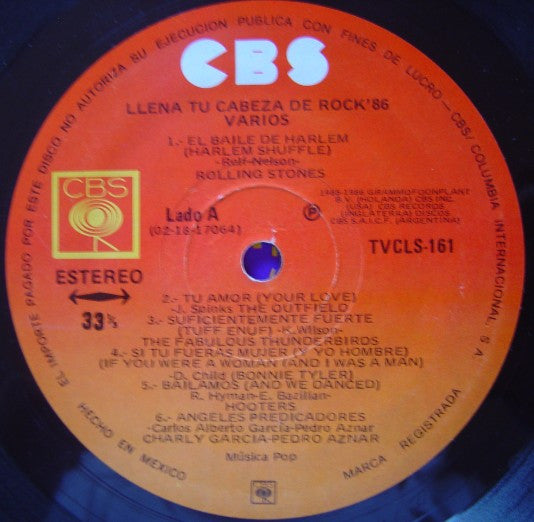 EL IMPORTE PAGADO POR ESTE DISCO NO AUTORIZA SU EJECUCION PUBLICA CON FINES DE LUCRO - CBS/COLUMBIA INTERNACIONAL, S A
CBS
LLENA TU CABEZA DE ROCK'86
VARIOS
1.- EL BAILE DE HARLEM
(HARLEM SHUFFLE)
-Relf-Nelson-
ROLLING STONES
CBS
Lado A
(02-18-17064)
ESTEREO
33⅓
Ⓟ
1985-1986 GRAMMOFOONPLANT
B.V. (HOLANDA) CBS INC.
(USA) CBS RECORDS
(INGLATERRA) DISCOS
CBS S.A.I.C.F. (ARGENTINA)
TVCLS-161
2.- TU AMOR (YOUR LOVE)
-J. Spinks THE OUTFIELD
3.- SUFICIENTEMENTE FUERTE
(TUFF ENUF) -K.Wilson-
THE FABULOUS THUNDERBIRDS
4.- SI TU FUERAS MUJER (Y YO HOMBRE)
(IF YOU WERE A WOMAN (AND I WAS A MAN)
-D. Child (BONNIE TYLER)
5.- BAILAMOS (AND WE DANCED)
R. Hyman-E. Bazilian-
HOOTERS
6.- ANGELES PREDICADORES
-Carlos Alberto García-Pedro Aznar
CHARLY GARCIA-PEDRO AZNAR
Música Pop
HECHO EN MEXICO
MARCA REGISTRADA
CBS